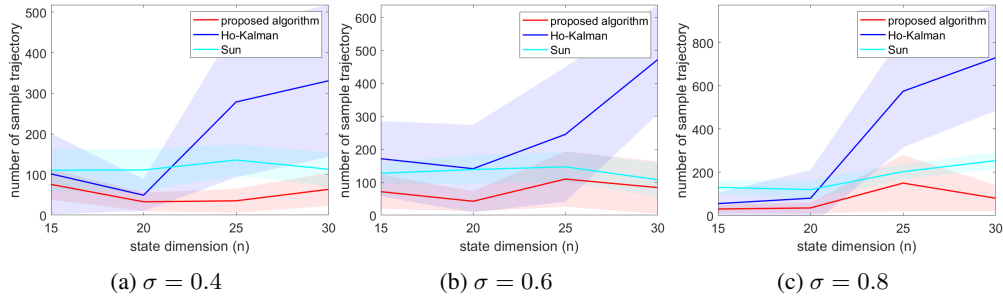 number of sample trajectory
500
400
300
200
100
0
proposed algorithm
Ho-Kalman
Sun
15 20 25 30
state dimension (n)
(a) σ = 0.4
number of sample trajectory
600
500
400
300
200
100
0
proposed algorithm
Ho-Kalman
Sun
15 20 25 30
state dimension (n)
(b) σ = 0.6
number of sample trajectory
800
600
400
200
0
proposed algorithm
Ho-Kalman
Sun
15 20 25 30
state dimension (n)
(c) σ = 0.8